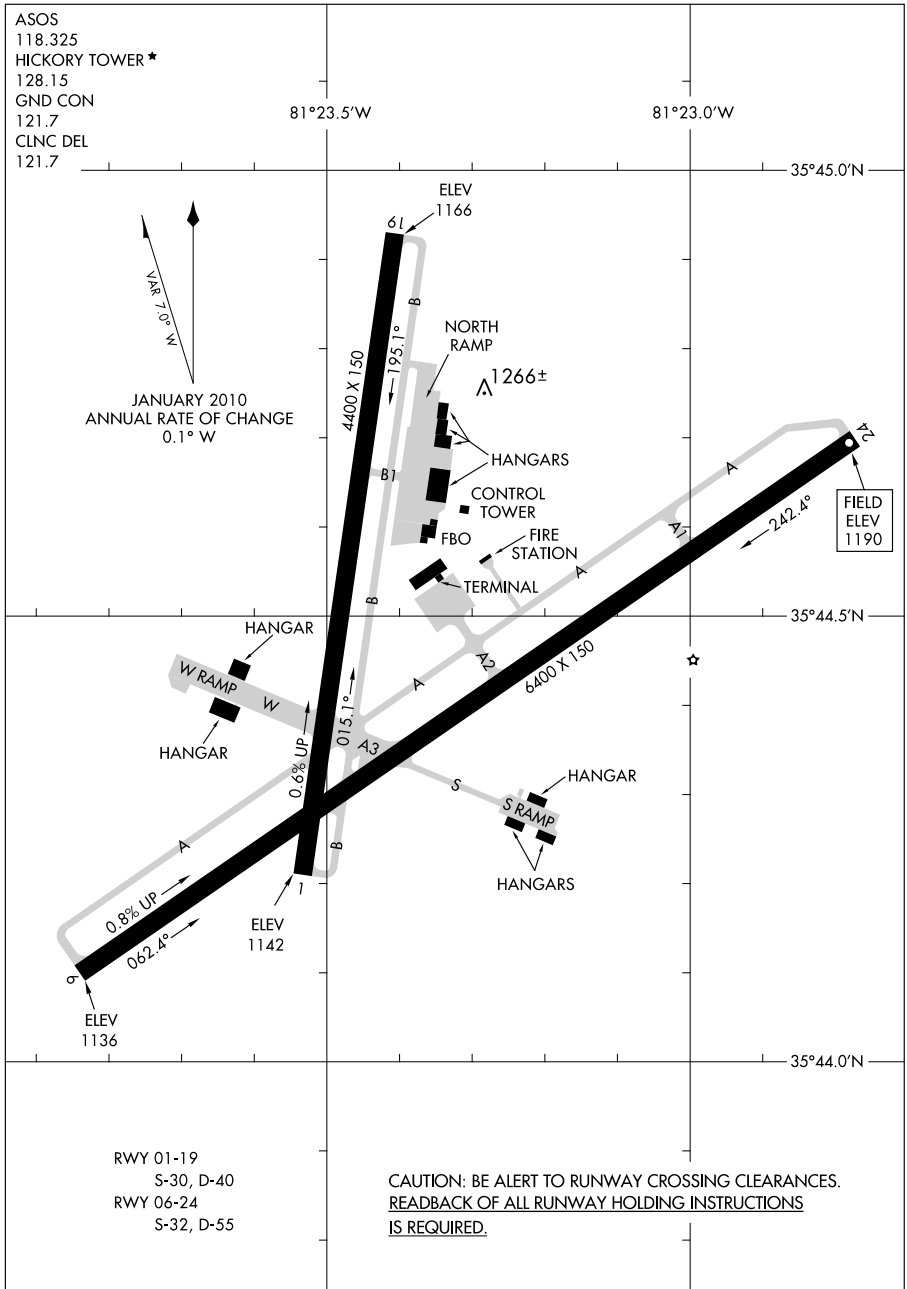 ASOS
118.325
HICKORY TOWER ★
128.15
GND CON
121.7
CLNC DEL
121.7
81°23.5'W
81°23.0'W
35°45.0'N
VAR 7.0° W
JANUARY 2010
ANNUAL RATE OF CHANGE
0.1° W
ELEV
1166
19
B
NORTH
RAMP
195.1°
4400 X 150
1266±
HANGARS
B1
CONTROL
TOWER
FBO
FIRE
STATION
TERMINAL
A
24
242.4°
FIELD
ELEV
1190
A1
A
B
35°44.5'N
HANGAR
W RAMP
W
HANGAR
A2
6400 X 150
A
015.1°
0.6% UP
A3
S
HANGAR
S RAMP
HANGARS
A
B
1
ELEV
1142
0.8% UP
062.4°
6
ELEV
1136
35°44.0'N
RWY 01-19
S-30, D-40
RWY 06-24
S-32, D-55
CAUTION: BE ALERT TO RUNWAY CROSSING CLEARANCES.
READBACK OF ALL RUNWAY HOLDING INSTRUCTIONS
IS REQUIRED.